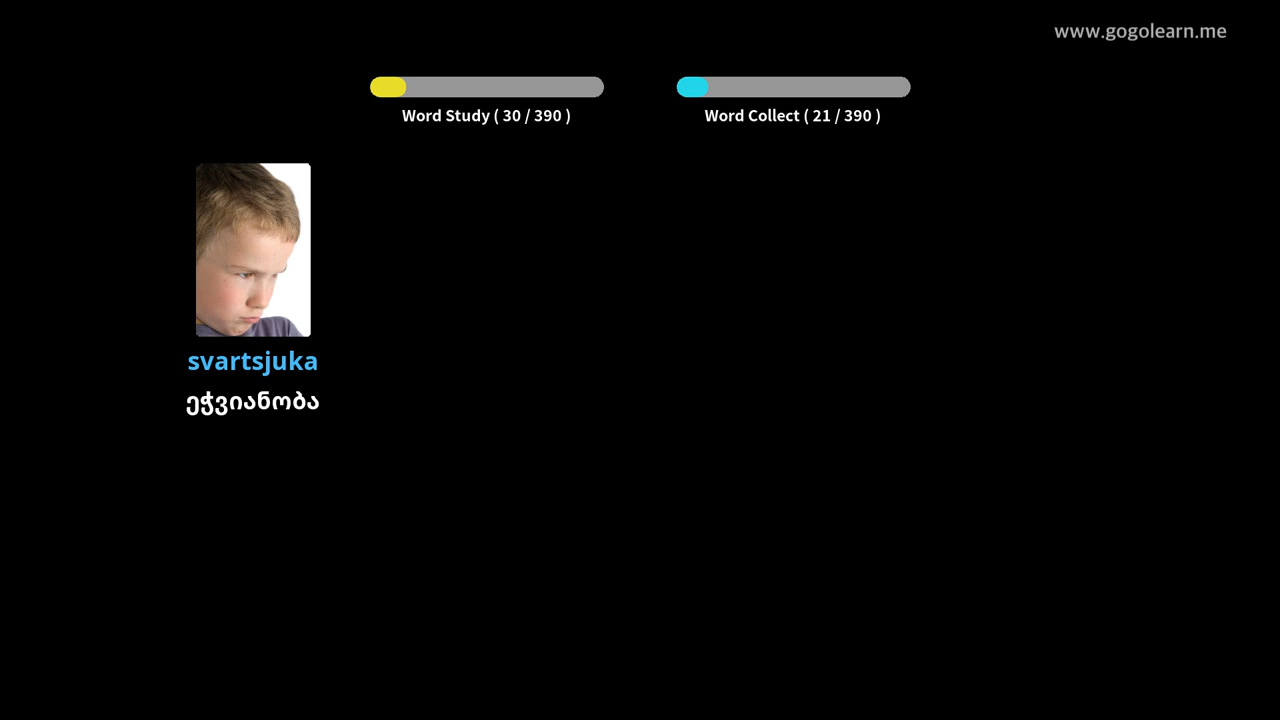 www.gogolearn.me
Word Study ( 30 / 390 )
Word Collect ( 21 / 390 )
svartsjuka
ეჭვიანობა